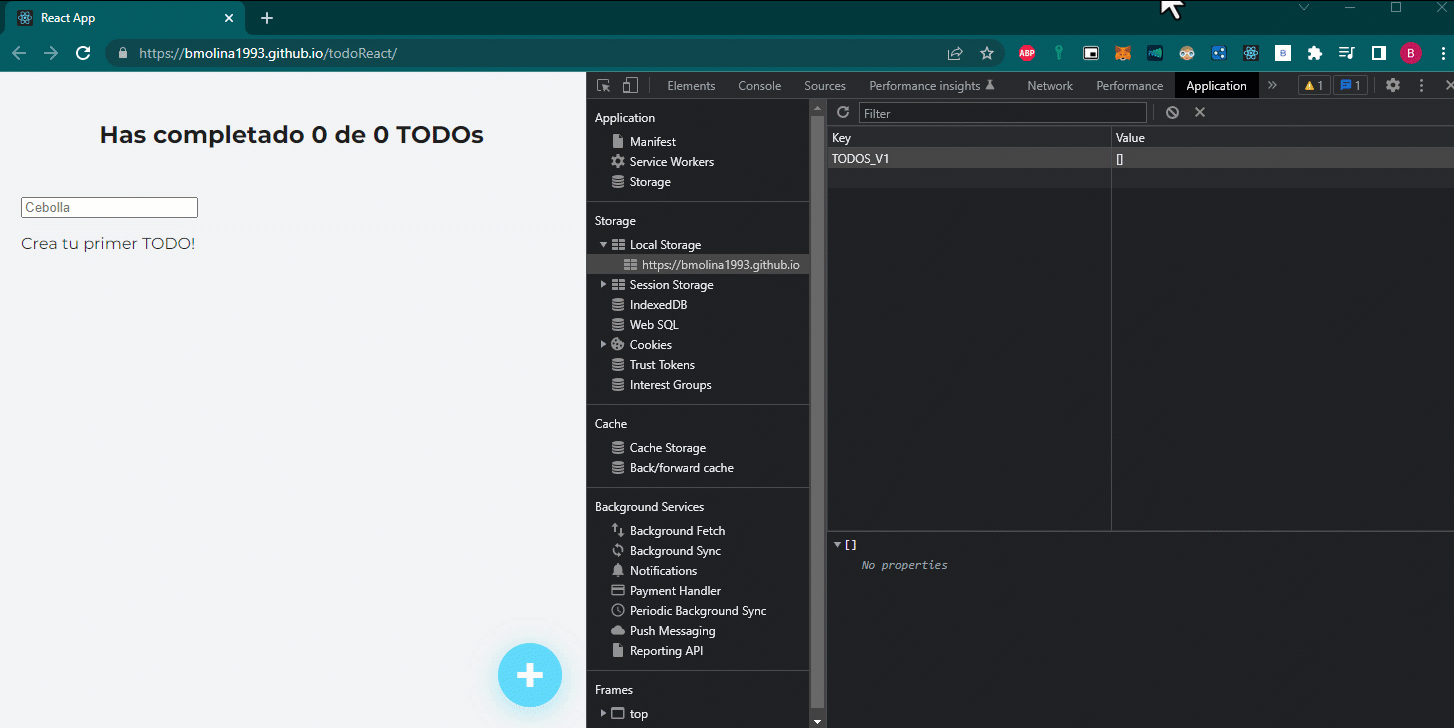 React App
https://bmolina1993.github.io/todoReact/
ABP
B
B
Has completado 0 de 0 TODOs
Cebolla
Crea tu primer TODO!
Elements Console Sources Performance insights Network Performance Application » 1 1
Application
Manifest
Service Workers
Storage
Storage
Local Storage
https://bmolina1993.github.io
Session Storage
IndexedDB
Web SQL
Cookies
Trust Tokens
Interest Groups
Cache
Cache Storage
Back/forward cache
Background Services
Background Fetch
Background Sync
Notifications
Payment Handler
Periodic Background Sync
Push Messaging
Reporting API
Frames
top
Filter
Key Value
TODOS_V1 []
[]
No properties